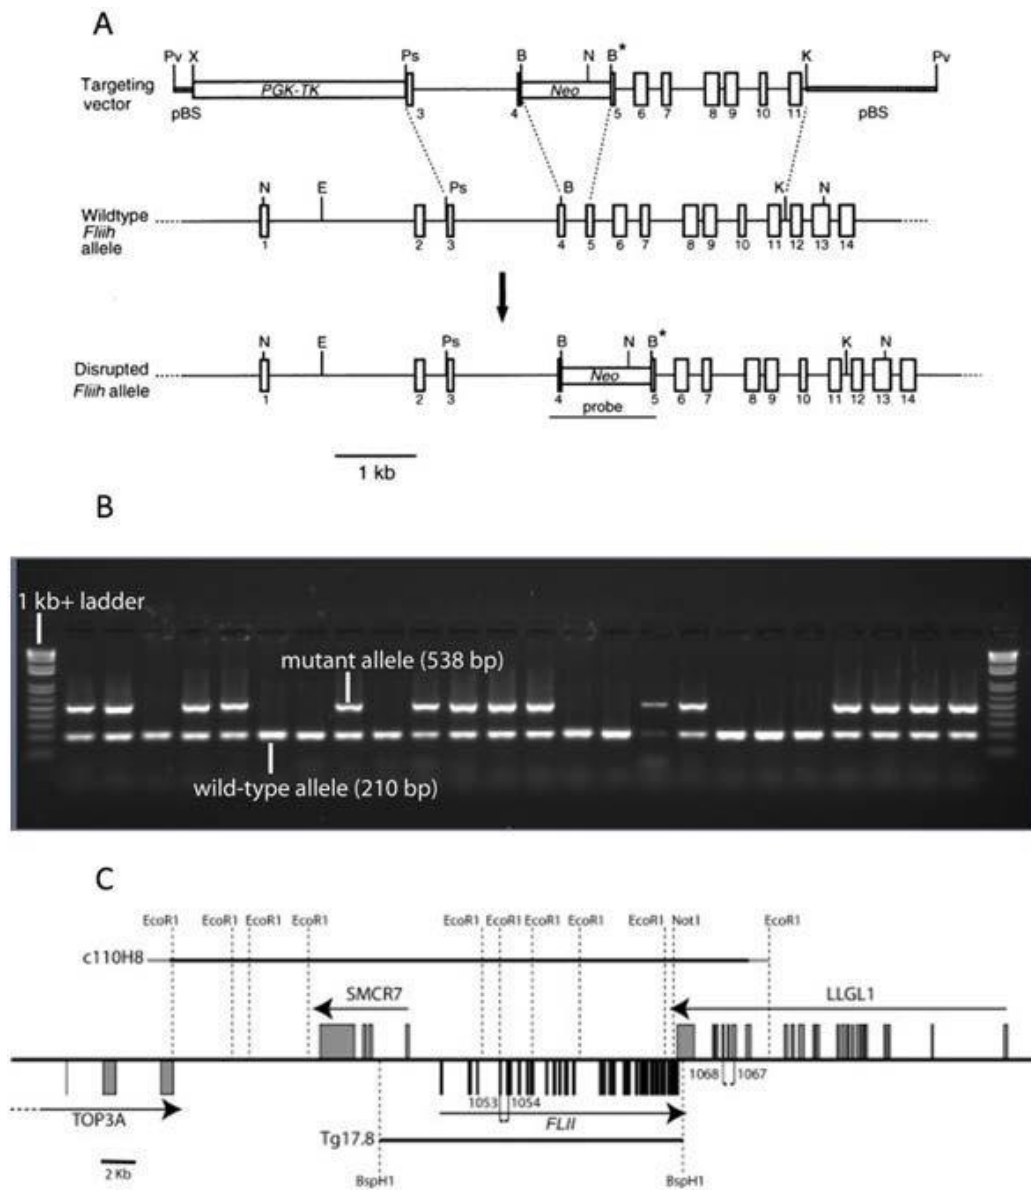 A
Pv X Ps B N B* K Pv
Targeting vector PGK-TK Neo
pBS 3 4 5 6 7 8 9 10 11 pBS
N E Ps B K N
Wildtype Fliih allele
1 2 3 4 5 6 7 8 9 10 11 12 13 14
N E Ps B N B* K N
Disrupted Fliih allele Neo
1 2 3 4 5 6 7 8 9 10 11 12 13 14
probe
1 kb
B
1 kb+ ladder
mutant allele (538 bp)
wild-type allele (210 bp)
C
EcoR1 EcoR1 EcoR1 EcoR1 EcoR1 EcoR1 EcoR1 EcoR1 EcoR1 Not1 EcoR1
c110H8
SMCR7 LLGL1
1068 1067
1053 1054
TOP3A FLII
Tg17.8
2 Kb
BspH1 BspH1